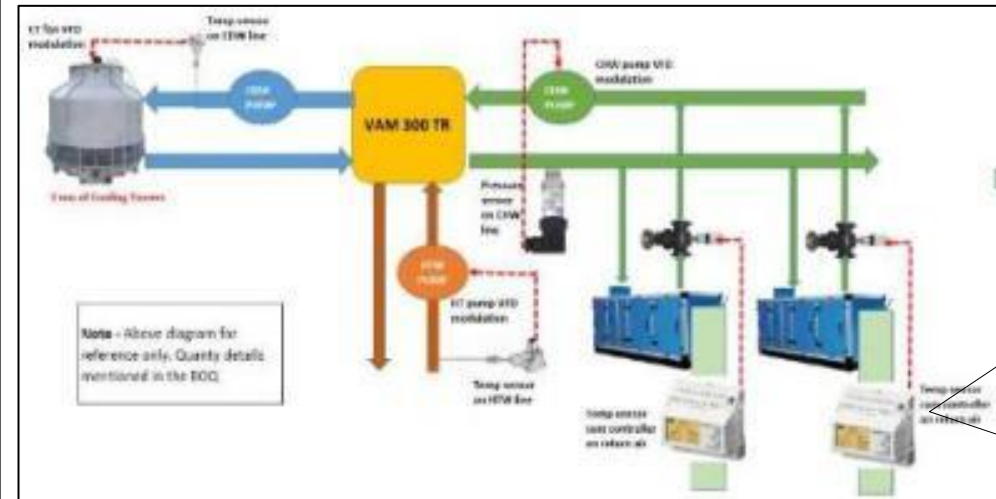 CT fan VFD
modulation
Temp sensor
on CDW line
CDW
PUMP
VAM 300 TR
CHW
PUMP
CHW pump VFD
modulation
Pressure
sensor
on CHW
line
of Cooling Towers
HTW
PUMP
HT pump VFD
modulation
Temp sensor
on HTW line
Note - Above diagram for
reference only. Quanty details
mentioned in the BOQ
Temp sensor
cum controller
on return air
Temp sensor
cum controller
on return air